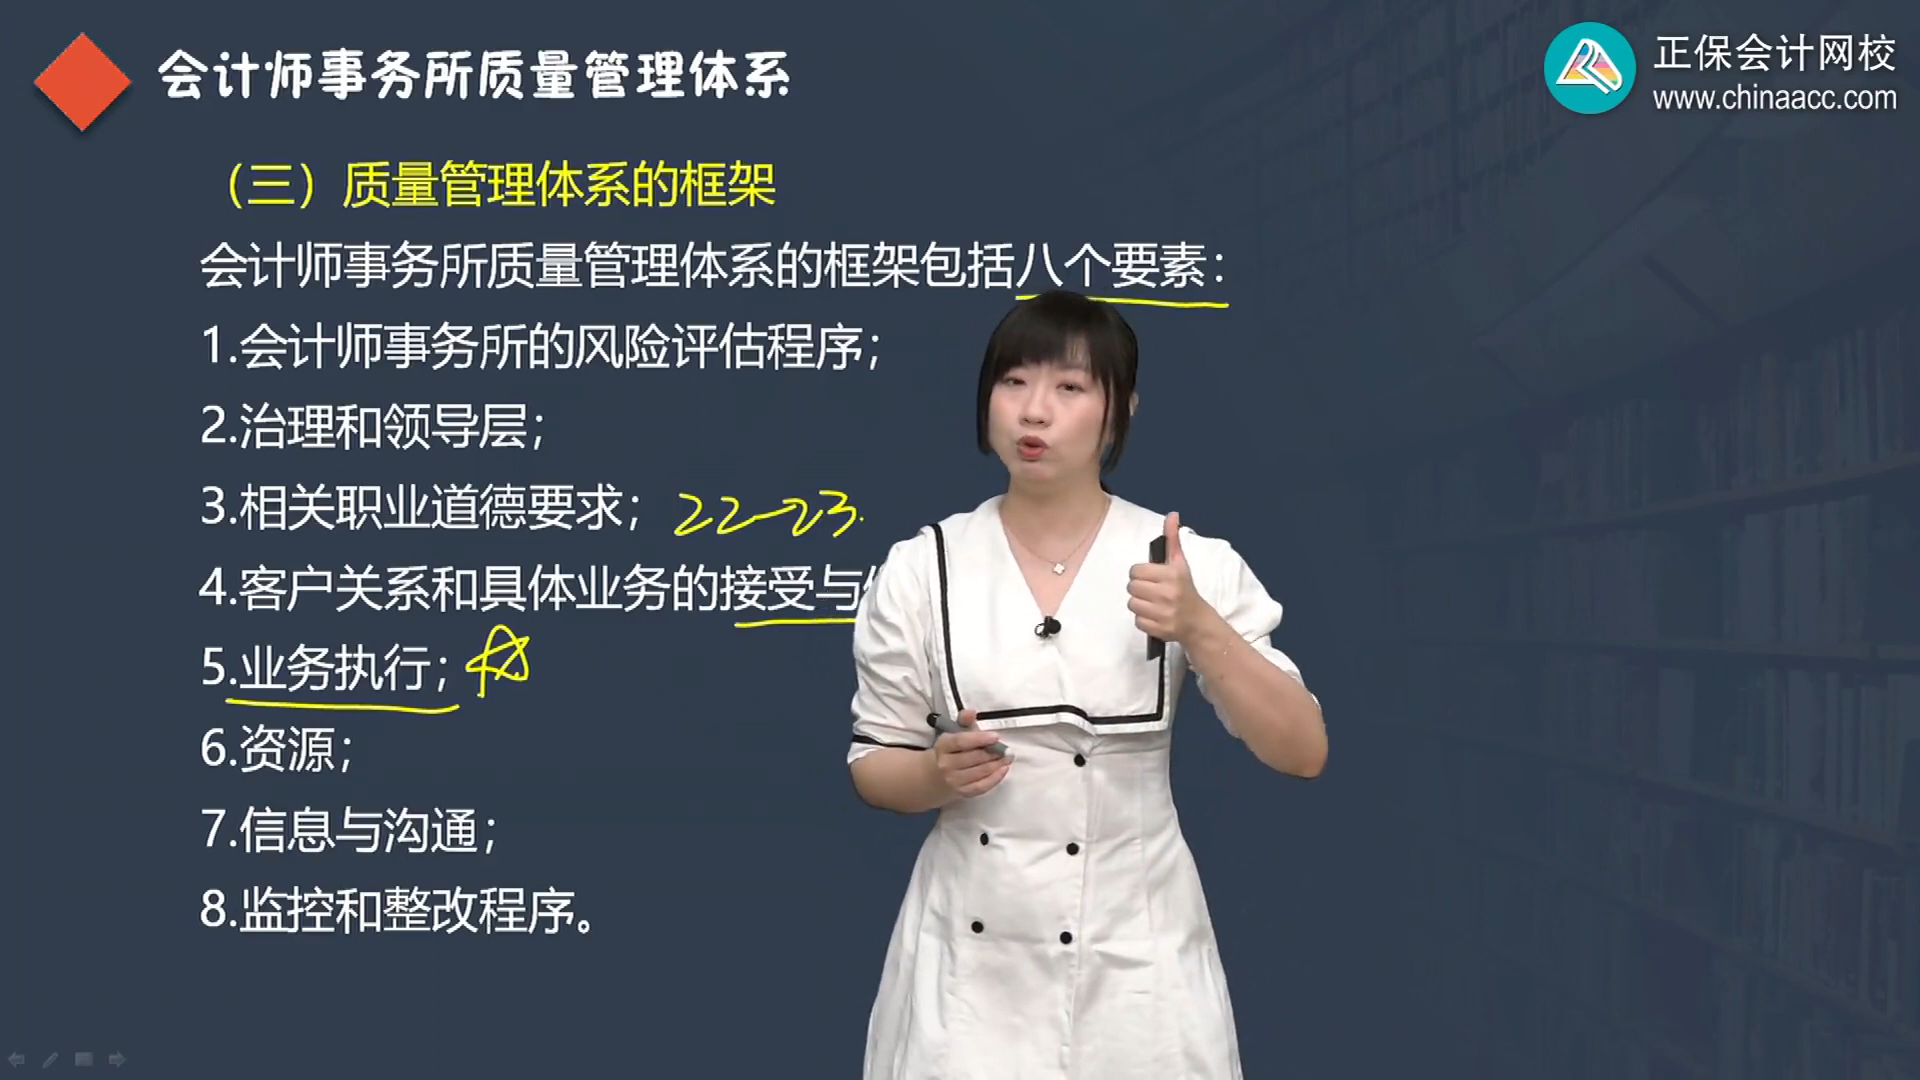 会计师事务所质量管理体系
正保会计网校
www.chinaacc.com
（三）质量管理体系的框架
会计师事务所质量管理体系的框架包括八个要素：
1.会计师事务所的风险评估程序；
2.治理和领导层；
3.相关职业道德要求； 22-23.
4.客户关系和具体业务的接受与
5.业务执行；
6.资源；
7.信息与沟通；
8.监控和整改程序。